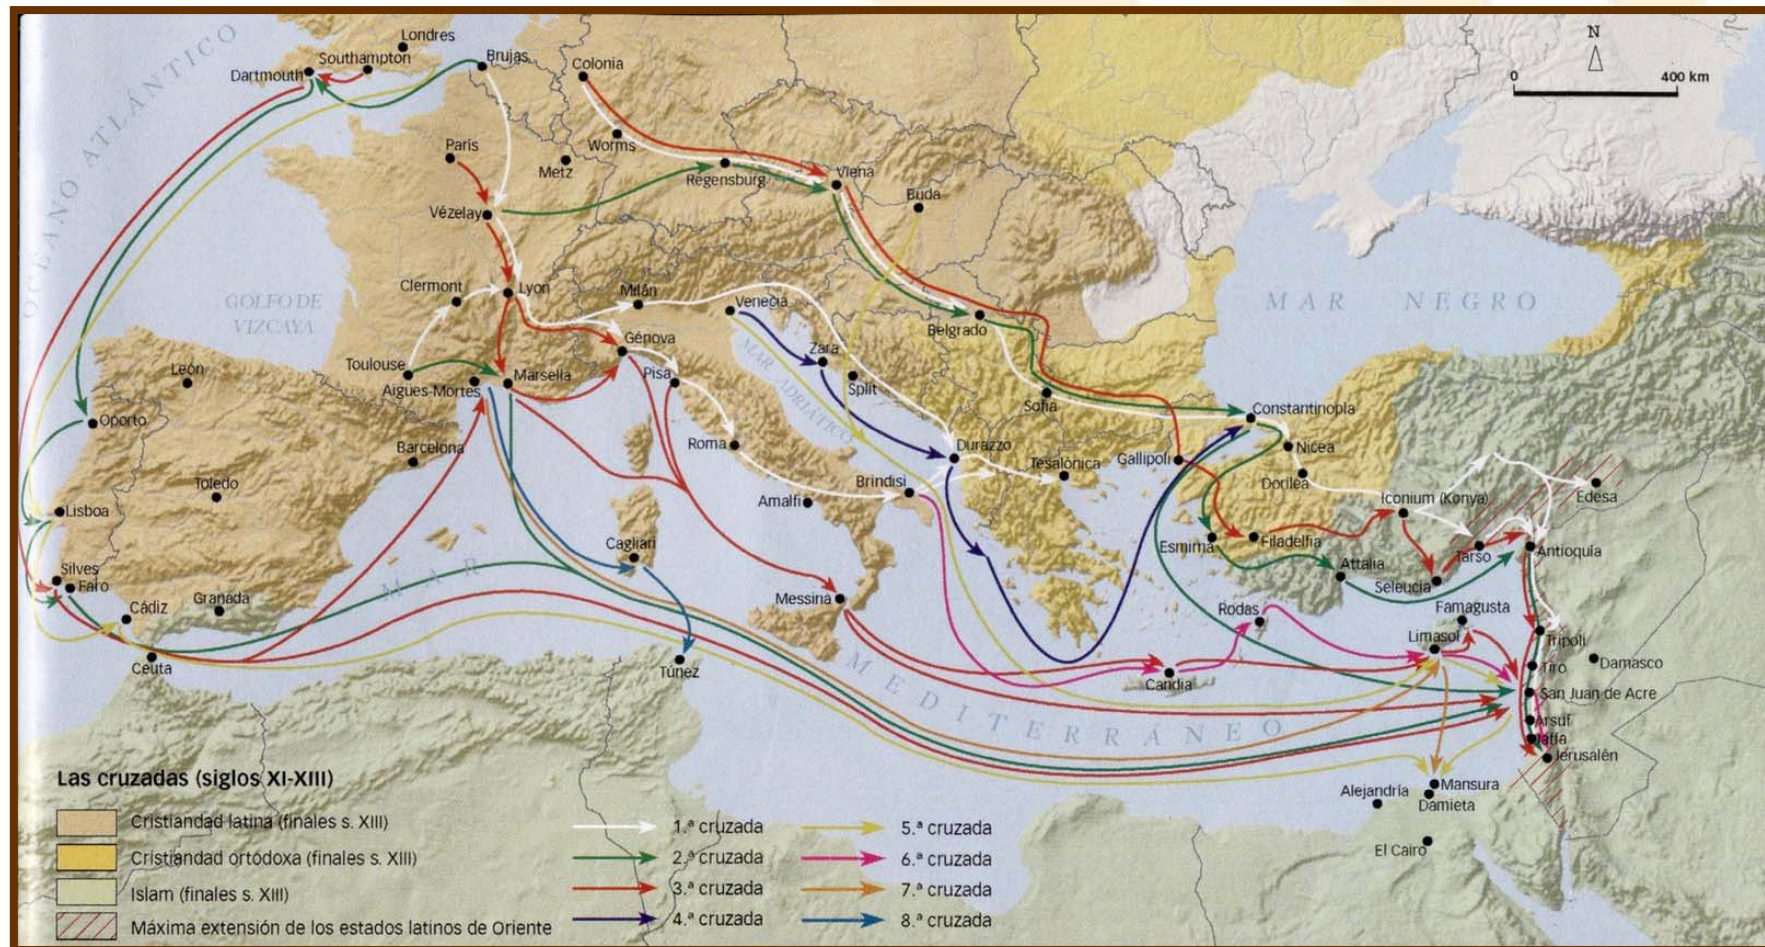 Londres
Southampton
Dartmouth
Brujas
Colonia
OCÉANO ATLÁNTICO
París
Worms
Metz
Regensburg
Viena
Buda
Vézelay
Clermont
Lyon
Milán
Venecia
Belgrado
GOLFO DE
VIZCAYA
MAR NEGRO
Toulouse
Aigües-Mortes
Marsella
Génova
Pisa
Zara
Split
MAR ADRIÁTICO
Sofía
Constantinopla
León
Oporto
Barcelona
Roma
Durazzo
Tesalónica
Gallipoli
Nicea
Dorilea
Toledo
Amalfi
Brindisi
Iconium (Konya)
Edesa
Lisboa
Cagliari
Esmirna
Filadelfia
Attalia
Seleucia
Tarso
Antioquía
Silves
Faro
Cádiz
Granada
Ceuta
Túnez
Messina
Candia
Rodas
Famagusta
Limasol
Trípoli
Tiro
Damasco
San Juan de Acre
Arsuf
Jaffa
Jerusalén
MAR MEDITERRÁNEO
Alejandría
Mansura
Damieta
El Cairo
N
0 400 km
Las cruzadas (siglos XI-XIII)
Cristiandad latina (finales s. XIII)
Cristiandad ortodoxa (finales s. XIII)
Islam (finales s. XIII)
Máxima extensión de los estados latinos de Oriente
1.ª cruzada
2.ª cruzada
3.ª cruzada
4.ª cruzada
5.ª cruzada
6.ª cruzada
7.ª cruzada
8.ª cruzada